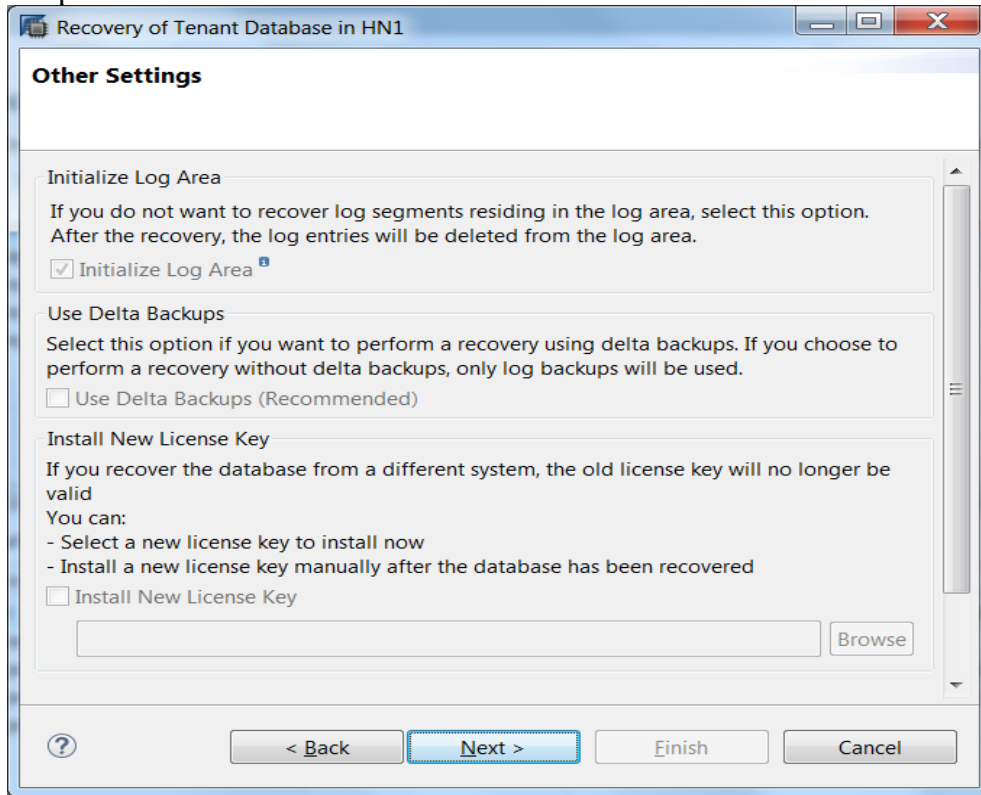 Recovery of Tenant Database in HN1
Other Settings
Initialize Log Area
If you do not want to recover log segments residing in the log area, select this option.
After the recovery, the log entries will be deleted from the log area.
Initialize Log Area
Use Delta Backups
Select this option if you want to perform a recovery using delta backups. If you choose to
perform a recovery without delta backups, only log backups will be used.
Use Delta Backups (Recommended)
Install New License Key
If you recover the database from a different system, the old license key will no longer be
valid
You can:
- Select a new license key to install now
- Install a new license key manually after the database has been recovered
Install New License Key
Browse
< Back Next > Finish Cancel